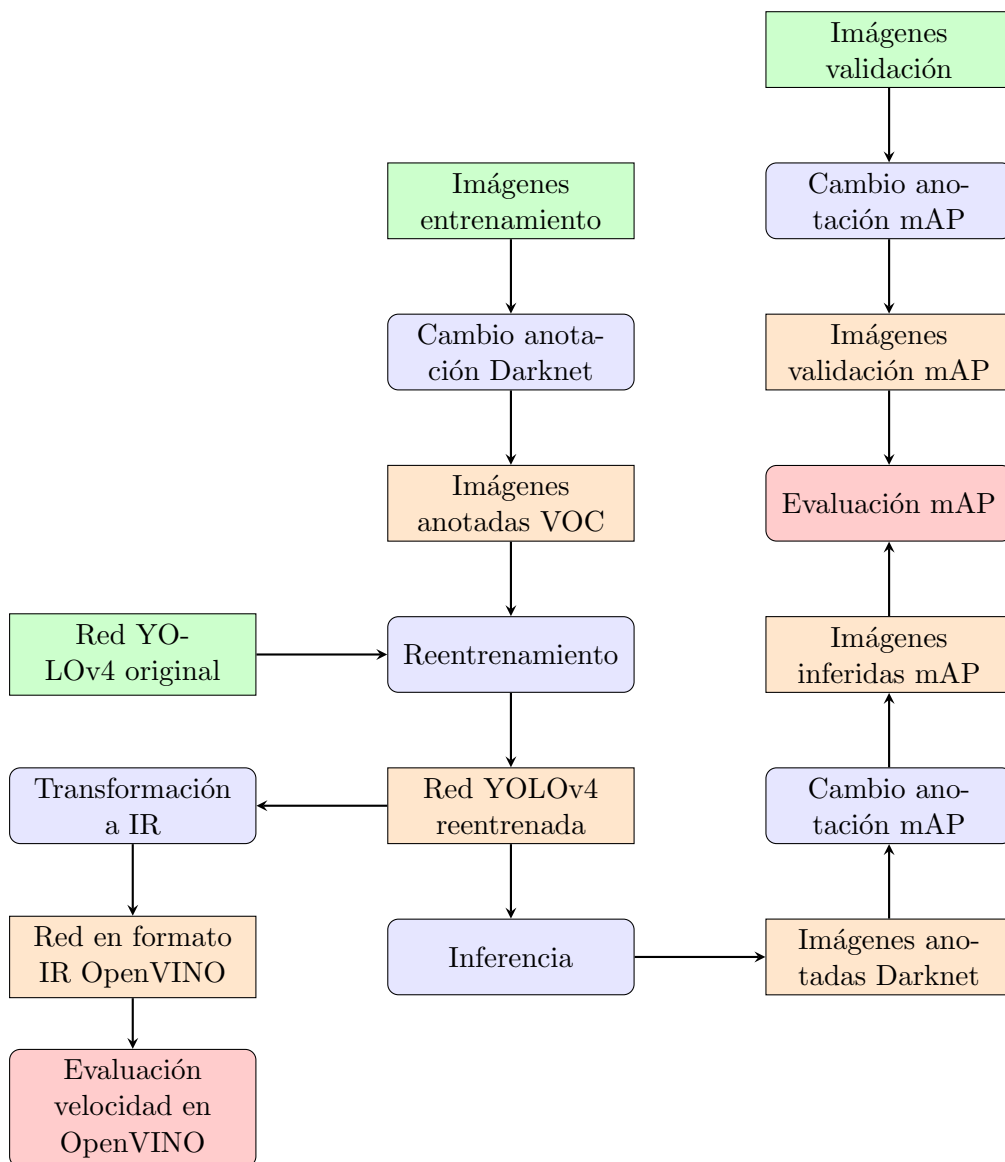 Imágenes
validación
Imágenes
entrenamiento
Cambio ano-
tación mAP
Cambio anota-
ción Darknet
Imágenes
validación mAP
Imágenes
anotadas VOC
Evaluación mAP
Red YO-
LOv4 original
Reentrenamiento
Imágenes
inferidas mAP
Transformación
a IR
Red YOLOv4
reentrenada
Cambio ano-
tación mAP
Red en formato
IR OpenVINO
Inferencia
Imágenes ano-
tadas Darknet
Evaluación
velocidad en
OpenVINO